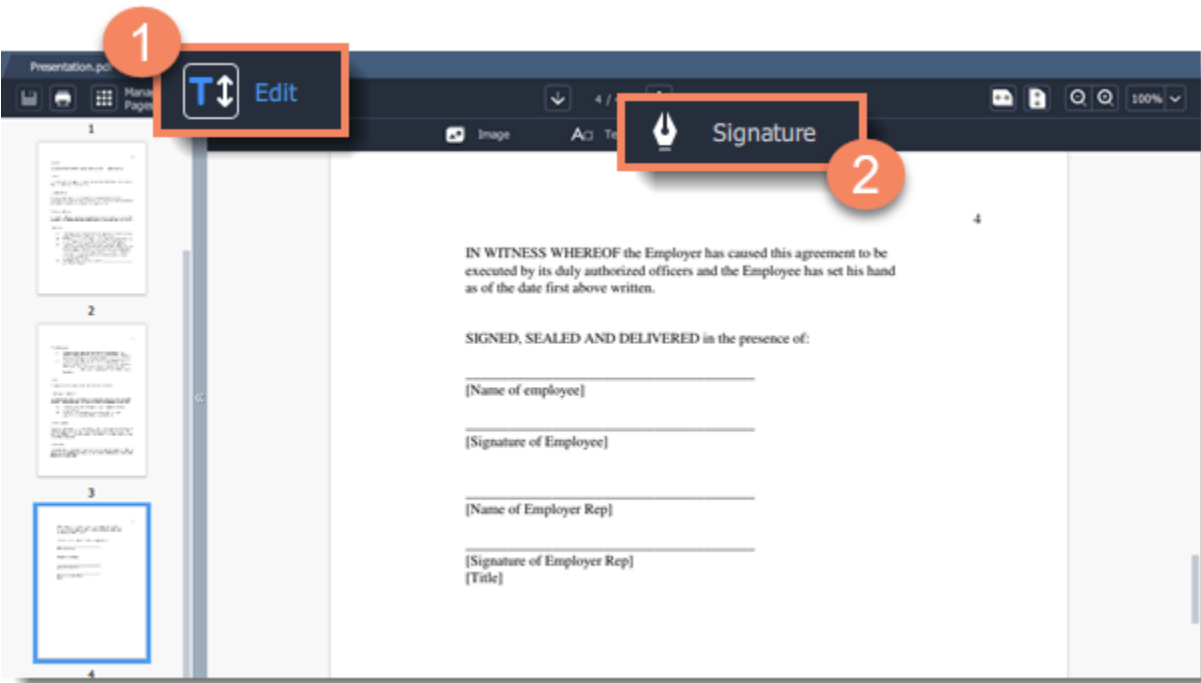 1
Presentation.pd
Edit
Manag
Pages
4 /
100%
Image
Te
Signature
2
1
2
3
4
4
IN WITNESS WHEREOF the Employer has caused this agreement to be
executed by its duly authorized officers and the Employee has set his hand
as of the date first above written.
SIGNED, SEALED AND DELIVERED in the presence of:
[Name of employee]
[Signature of Employee]
[Name of Employer Rep]
[Signature of Employer Rep]
[Title]